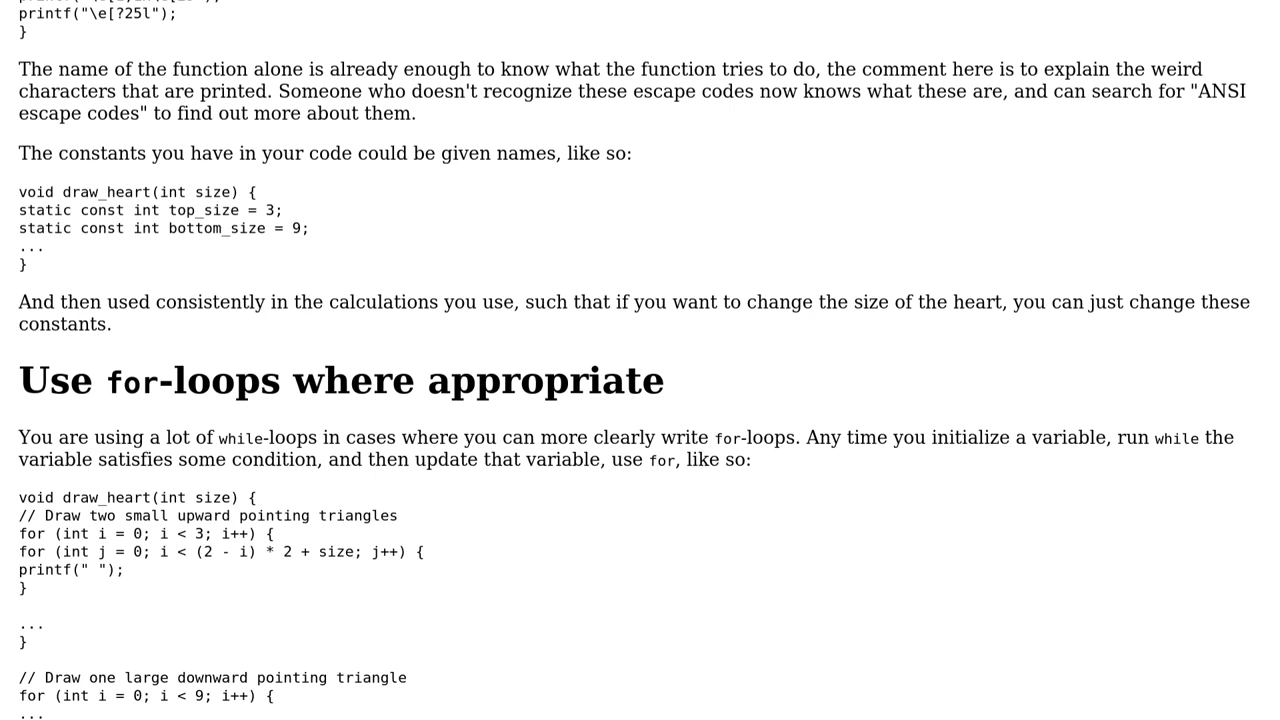 printf("\e[?25l");
}
The name of the function alone is already enough to know what the function tries to do, the comment here is to explain the weird
characters that are printed. Someone who doesn't recognize these escape codes now knows what these are, and can search for "ANSI
escape codes" to find out more about them.
The constants you have in your code could be given names, like so:
void draw_heart(int size) {
static const int top_size = 3;
static const int bottom_size = 9;
...
}
And then used consistently in the calculations you use, such that if you want to change the size of the heart, you can just change these
constants.
Use for-loops where appropriate
You are using a lot of while-loops in cases where you can more clearly write for-loops. Any time you initialize a variable, run while the
variable satisfies some condition, and then update that variable, use for, like so:
void draw_heart(int size) {
// Draw two small upward pointing triangles
for (int i = 0; i < 3; i++) {
for (int j = 0; i < (2 - i) * 2 + size; j++) {
printf(" ");
}
...
}
// Draw one large downward pointing triangle
for (int i = 0; i < 9; i++) {
...